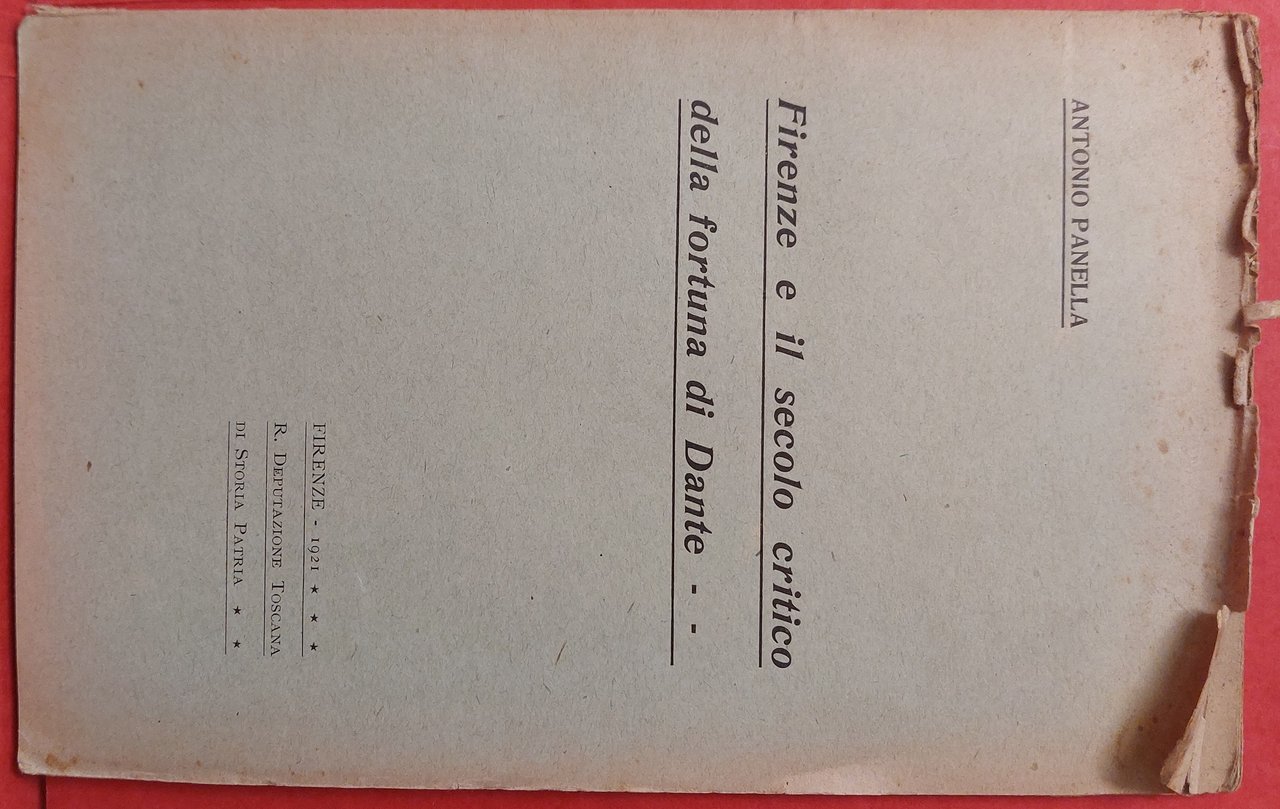 ANTONIO PANELLA
Firenze e il secolo critico
della fortuna di Dante - -
FIRENZE - 1921 ★ ★ ★
R. DEPUTAZIONE TOSCANA
DI STORIA PATRIA ★ ★